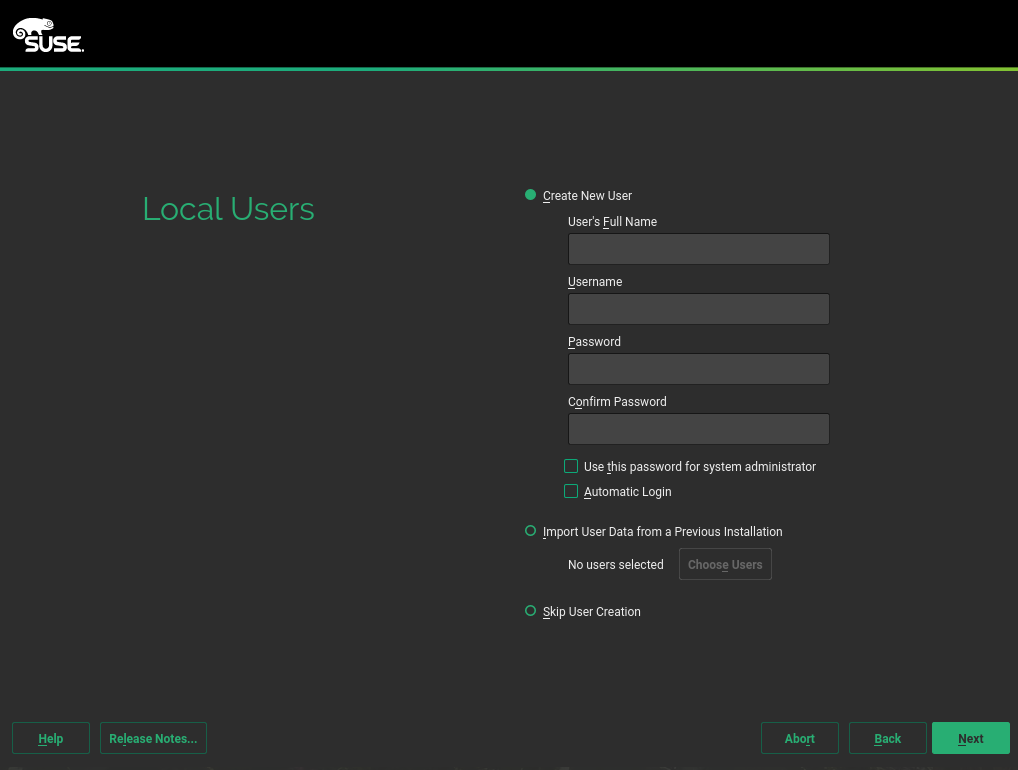 SUSE.
Local Users
Create New User
User's Full Name
Username
Password
Confirm Password
Use this password for system administrator
Automatic Login
Import User Data from a Previous Installation
No users selected Choose Users
Skip User Creation
Help Release Notes... Abort Back Next